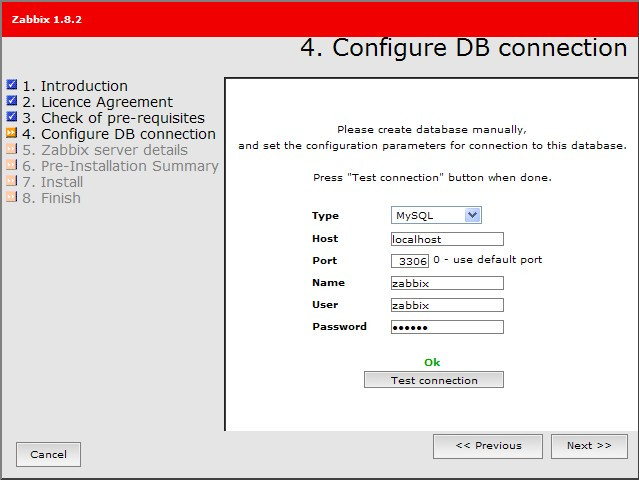 Zabbix 1.8.2
4. Configure DB connection
1. Introduction
2. Licence Agreement
3. Check of pre-requisites
4. Configure DB connection
5. Zabbix server details
6. Pre-Installation Summary
7. Install
8. Finish
Please create database manually,
and set the configuration parameters for connection to this database.
Press "Test connection" button when done.
Type MySQL
Host localhost
Port 3306 0 - use default port
Name zabbix
User zabbix
Password ●●●●●●
Ok
Test connection
Cancel << Previous Next >>